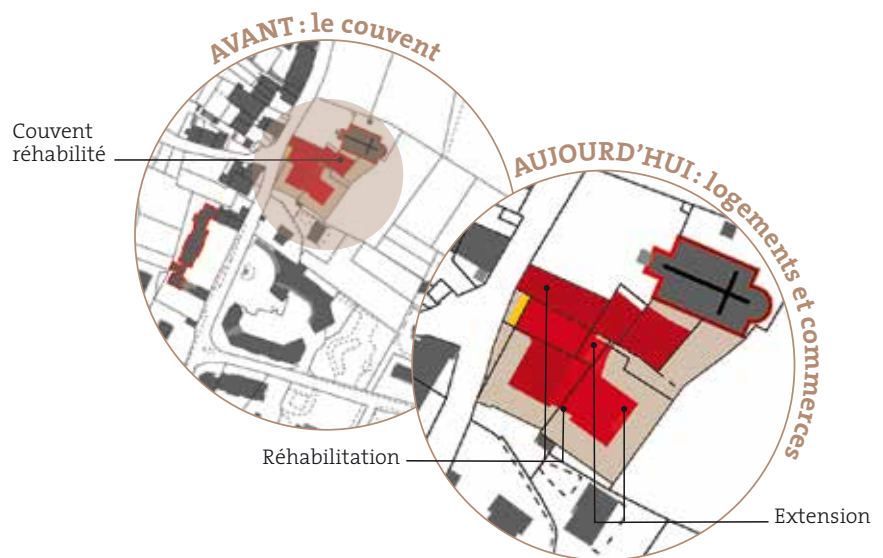 AVANT : le couvent
Couvent
réhabilité
AUJOURD'HUI : logements et commerces
Réhabilitation
Extension